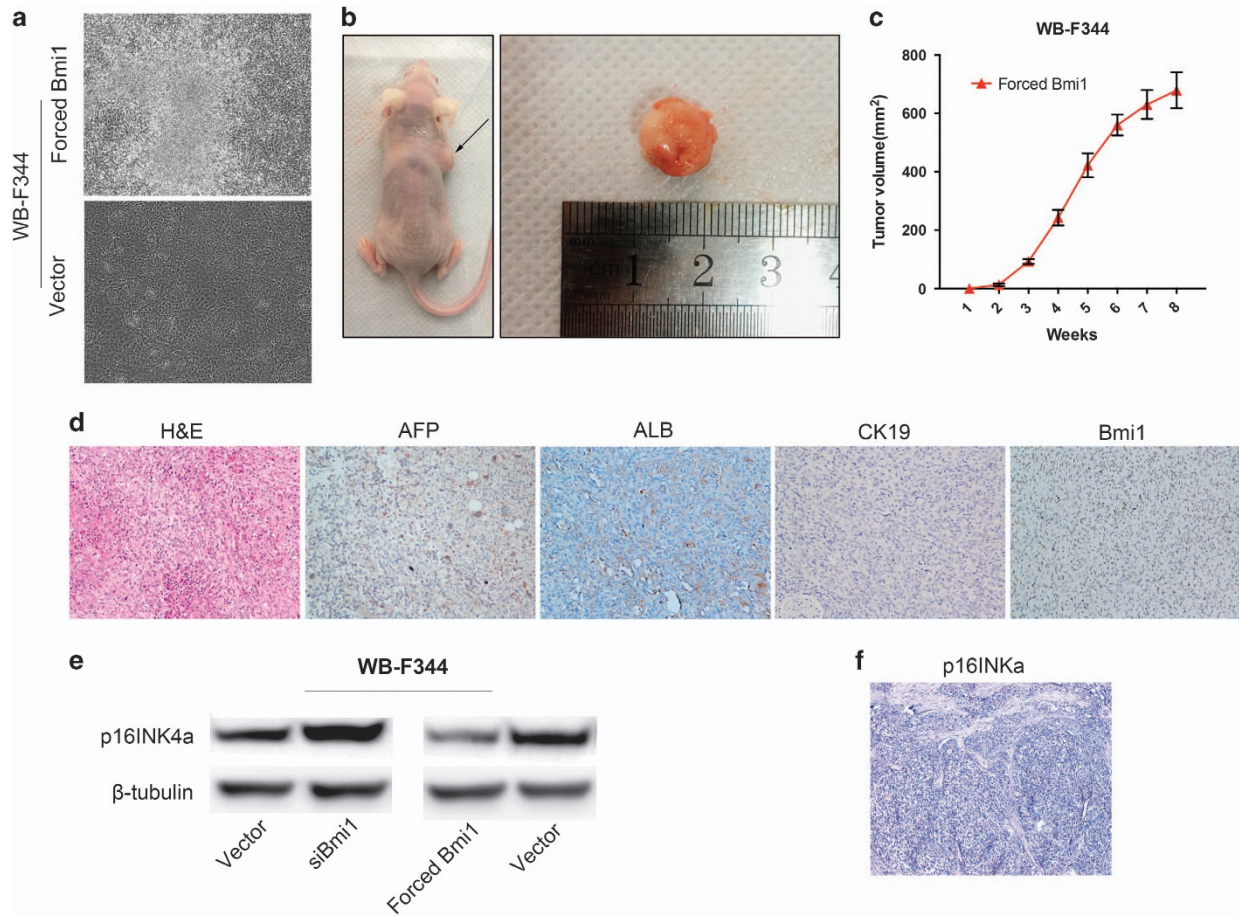 a
Forced Bmi1
WB-F344
Vector
b
mm
cm 1 2 3 4
mm
c
WB-F344
Forced Bmi1
Tumor volume(mm²)
800
600
400
200
0
1 2 3 4 5 6 7 8
Weeks
d
H&E AFP ALB CK19 Bmi1
e
WB-F344
p16INK4a
β-tubulin
Vector siBmi1 Forced Bmi1 Vector
f
p16INKa